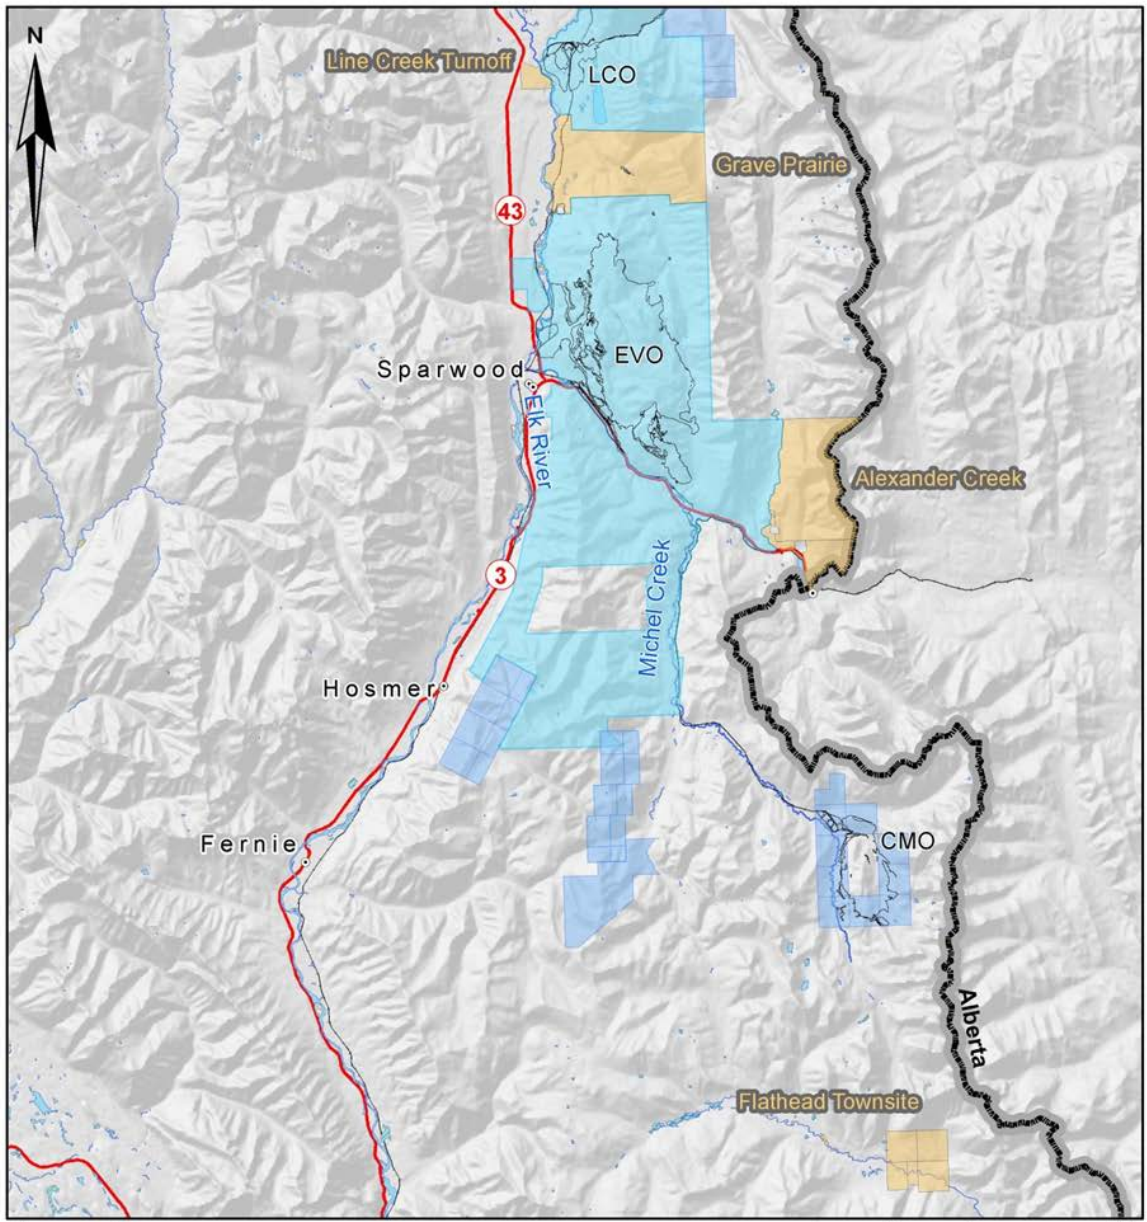 N
Line Creek Turnoff
LCO
Grave Prairie
43
EVO
Sparwood
Elk River
Alexander Creek
3
Michel Creek
Hosmer
Fernie
CMO
Alberta
Flathead Townsite